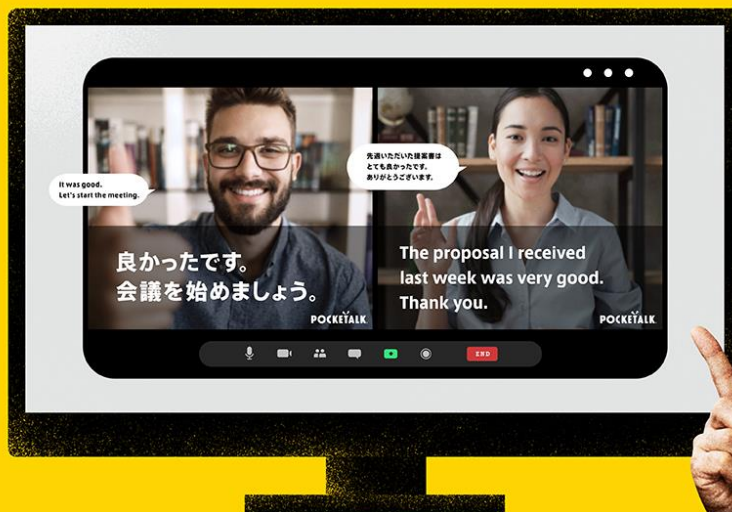 It was good.
Let's start the meeting.
良かったです。
会議を始めましょう。
POCKETALK
先週いただいた提案書は
とても良かったです。
ありがとうございます。
The proposal I received
last week was very good.
Thank you.
POCKETALK
END